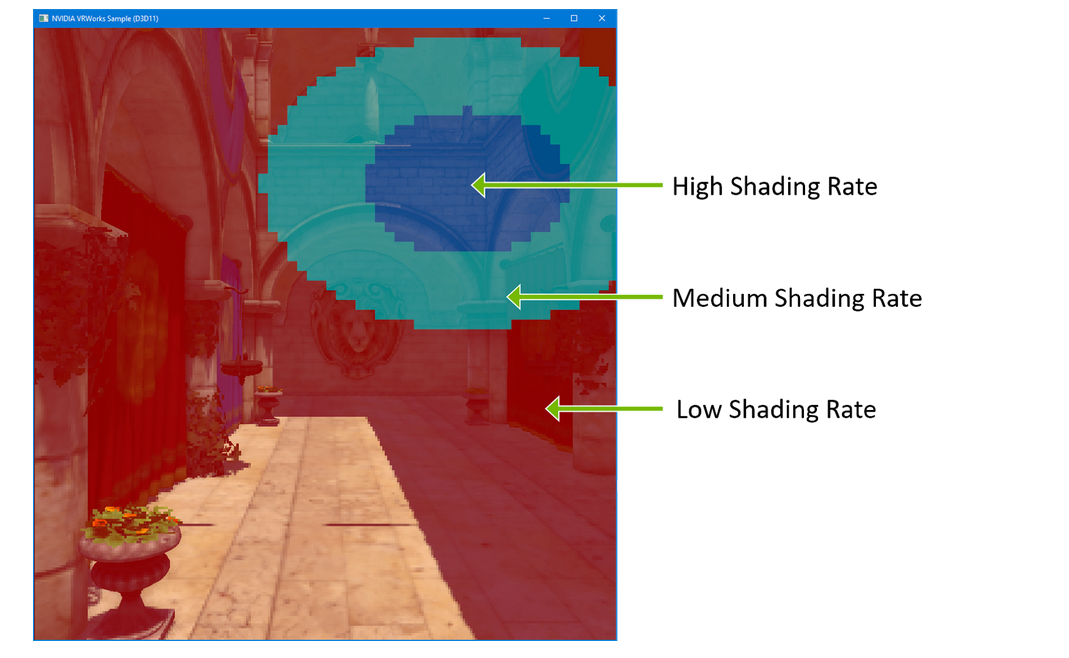 NVIDIA VRWorks Sample (D3D11)
High Shading Rate
Medium Shading Rate
Low Shading Rate